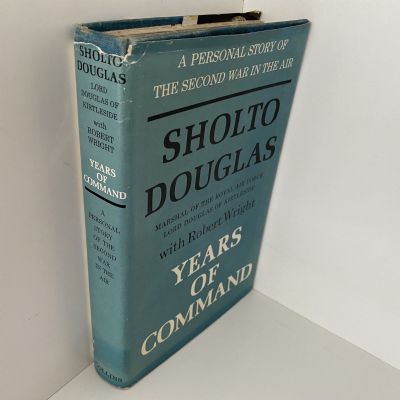 SHOLTO
DOUGLAS
LORD
DOUGLAS OF
KIRTLESIDE
with
ROBERT
WRIGHT
YEARS
OF
COMMAND
A
PERSONAL
STORY
OF THE
SECOND
WAR
IN THE
AIR
COLLINS
A PERSONAL STORY OF
THE SECOND WAR IN THE AIR
SHOLTO
DOUGLAS
MARSHAL OF THE ROYAL AIR FORCE
LORD DOUGLAS OF KIRTLESIDE
with Robert Wright
YEARS
OF
COMMAND